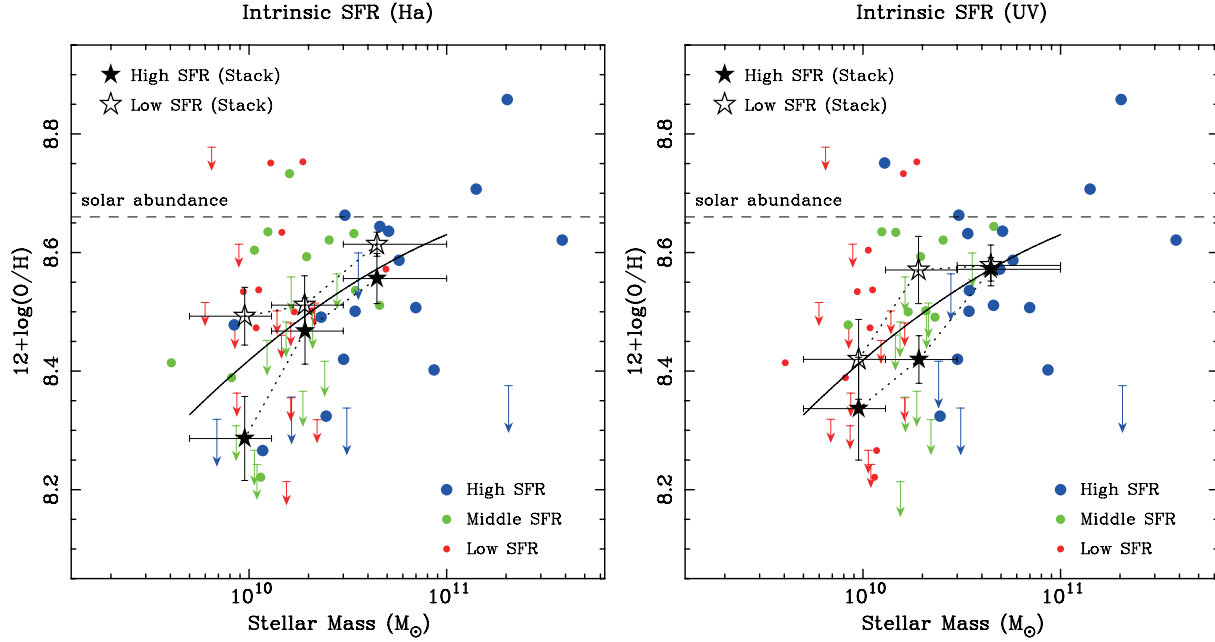 Intrinsic SFR (Ha)
High SFR (Stack)
Low SFR (Stack)
solar abundance
12+log(O/H)
8.8
8.6
8.4
8.2
High SFR
Middle SFR
Low SFR
10^10
10^11
Stellar Mass (M⊙)
Intrinsic SFR (UV)
High SFR (Stack)
Low SFR (Stack)
solar abundance
12+log(O/H)
8.8
8.6
8.4
8.2
High SFR
Middle SFR
Low SFR
10^10
10^11
Stellar Mass (M⊙)